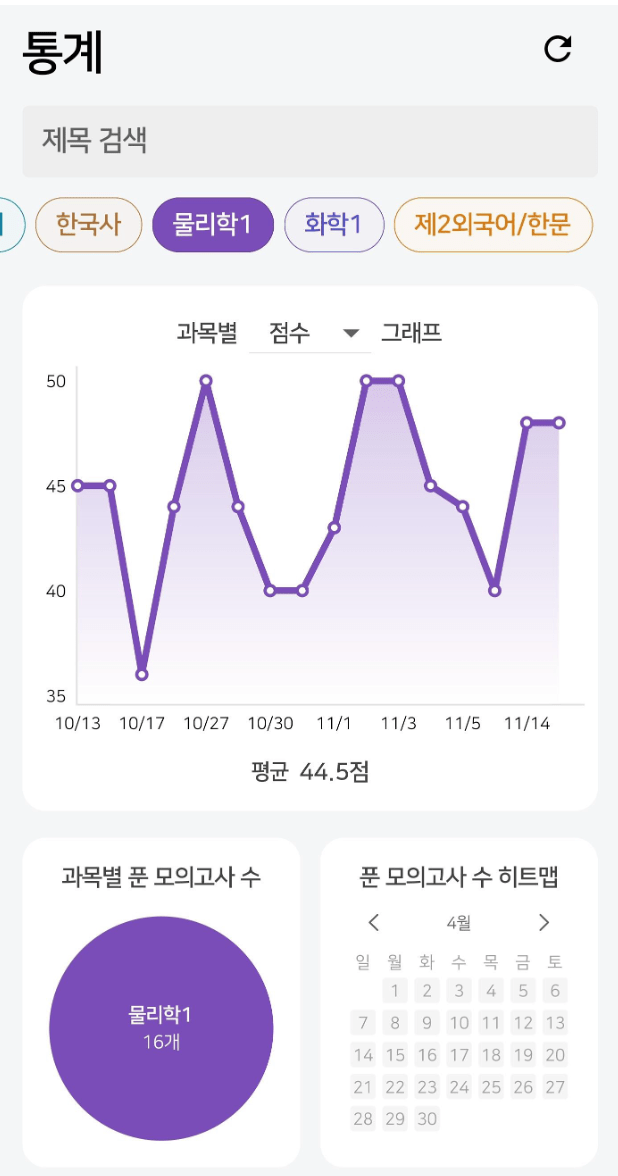 통계
제목 검색
한국사 물리학1 화학1 제2외국어/한문
과목별 점수 그래프
50
45
40
35
10/13 10/17 10/27 10/30 11/1 11/3 11/5 11/14
평균 44.5점
과목별 푼 모의고사 수
물리학1
16개
푼 모의고사 수 히트맵
4월
일 월 화 수 목 금 토
1 2 3 4 5 6
7 8 9 10 11 12 13
14 15 16 17 18 19 20
21 22 23 24 25 26 27
28 29 30